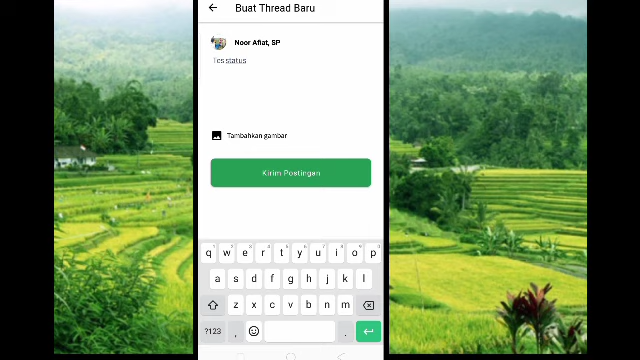 Buat Thread Baru
Noor Afiat, SP
Tes status
Tambahkan gambar
Kirim Postingan
q w e r t y u i o p
a s d f g h j k l
z x c v b n m
?123 , .